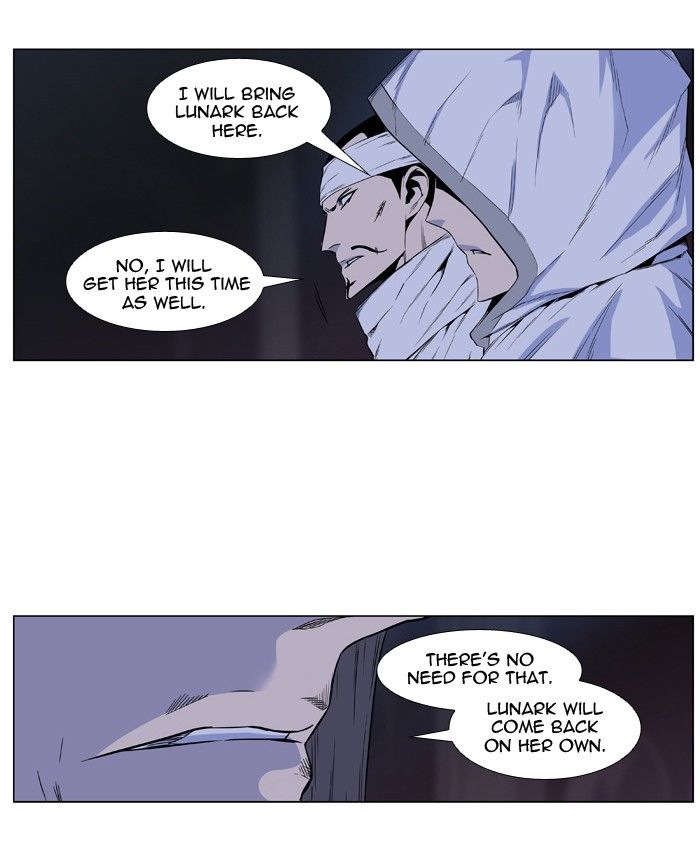 I WILL BRING
LUNARK BACK
HERE.
NO, I WILL
GET HER THIS TIME
AS WELL.
THERE'S NO
NEED FOR THAT.
LUNARK WILL
COME BACK
ON HER OWN.